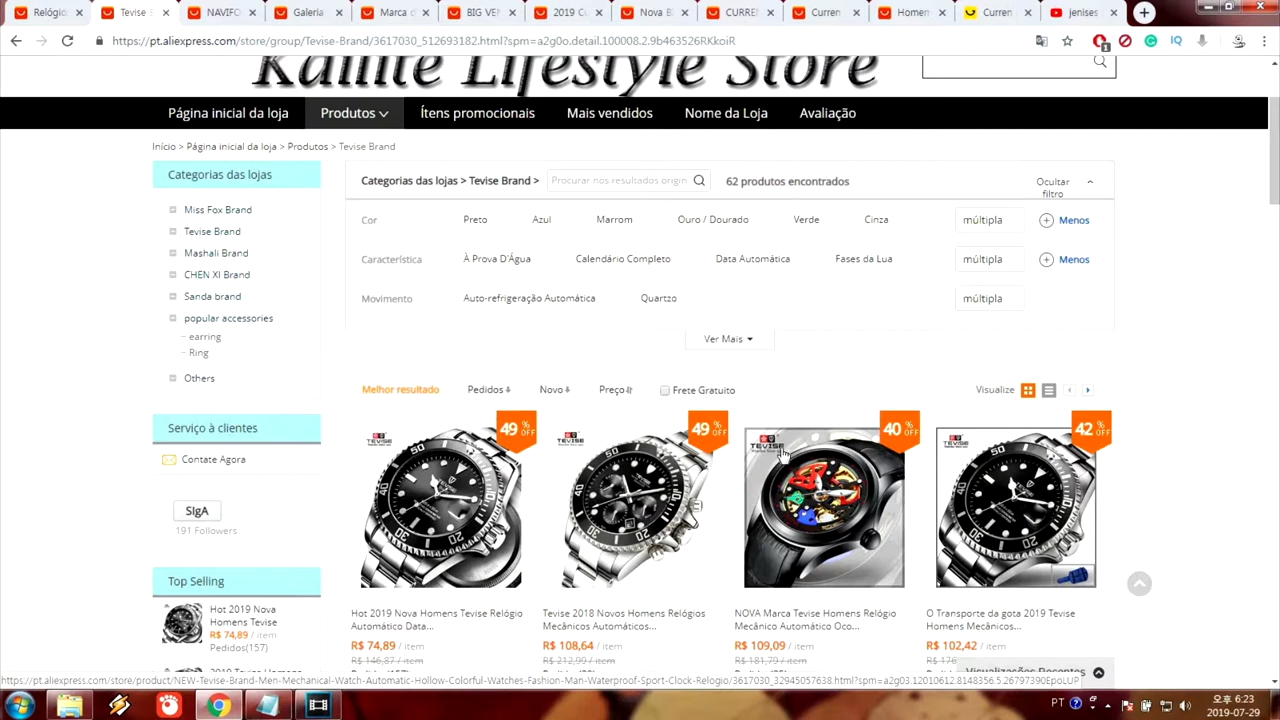 Relógio
Tevise
NAVIFO
Galeria
Marca d
BIG VEN
2019 C
Nova B
CURREN
Curren
Homem
Curren
jenises
https://pt.aliexpress.com/store/group/Tevise-Brand/3617030_512693182.html?spm=a2g0o.detail.100008.2.9b463526RKkoiR
Kallite Lifestyle Store
Página inicial da loja
Produtos
Ítens promocionais
Mais vendidos
Nome da Loja
Avaliação
Início > Página inicial da loja > Produtos > Tevise Brand
Categorias das lojas
Miss Fox Brand
Tevise Brand
Mashali Brand
CHEN XI Brand
Sanda brand
popular accessories
earring
Ring
Others
Serviço à clientes
Contate Agora
SIgA
191 Followers
Top Selling
Hot 2019 Nova
Homens Tevise
R$ 74,89 / item
Pedidos(157)
Categorias das lojas > Tevise Brand >
Procurar nos resultados origin
62 produtos encontrados
Ocultar
filtro
Cor Preto Azul Marrom Ouro / Dourado Verde Cinza múltipla Menos
Característica À Prova D'Água Calendário Completo Data Automática Fases da Lua múltipla Menos
Movimento Auto-refrigeração Automática Quartzo múltipla
Ver Mais
Melhor resultado Pedidos Novo Preço Frete Gratuito Visualize
49 % OFF
49 % OFF
40 % OFF
42 % OFF
TEVISE
TEVISE
TEVISE
TEVISE
Hot 2019 Nova Homens Tevise Relógio
Automático Data...
R$ 74,89 / item
R$ 146,87 / item
Tevise 2018 Novos Homens Relógios
Mecânicos Automáticos...
R$ 108,64 / item
R$ 212,99 / item
NOVA Marca Tevise Homens Relógio
Mecânico Automático Oco...
R$ 109,09 / item
R$ 181,79 / item
O Transporte da gota 2019 Tevise
Homens Mecânicos...
R$ 102,42 / item
R$ 176
Visualizações Recentes
https://pt.aliexpress.com/store/product/NEW-Tevise-Brand-Men-Mechanical-Watch-Automatic-Hollow-Colorful-Watches-Fashion-Man-Waterproof-Sport-Clock-Relogio/3617030_32945057638.html?spm=a2g03.12010612.8148356.5.26797390EpoLUP
PT
오후 6:23
2019-07-29